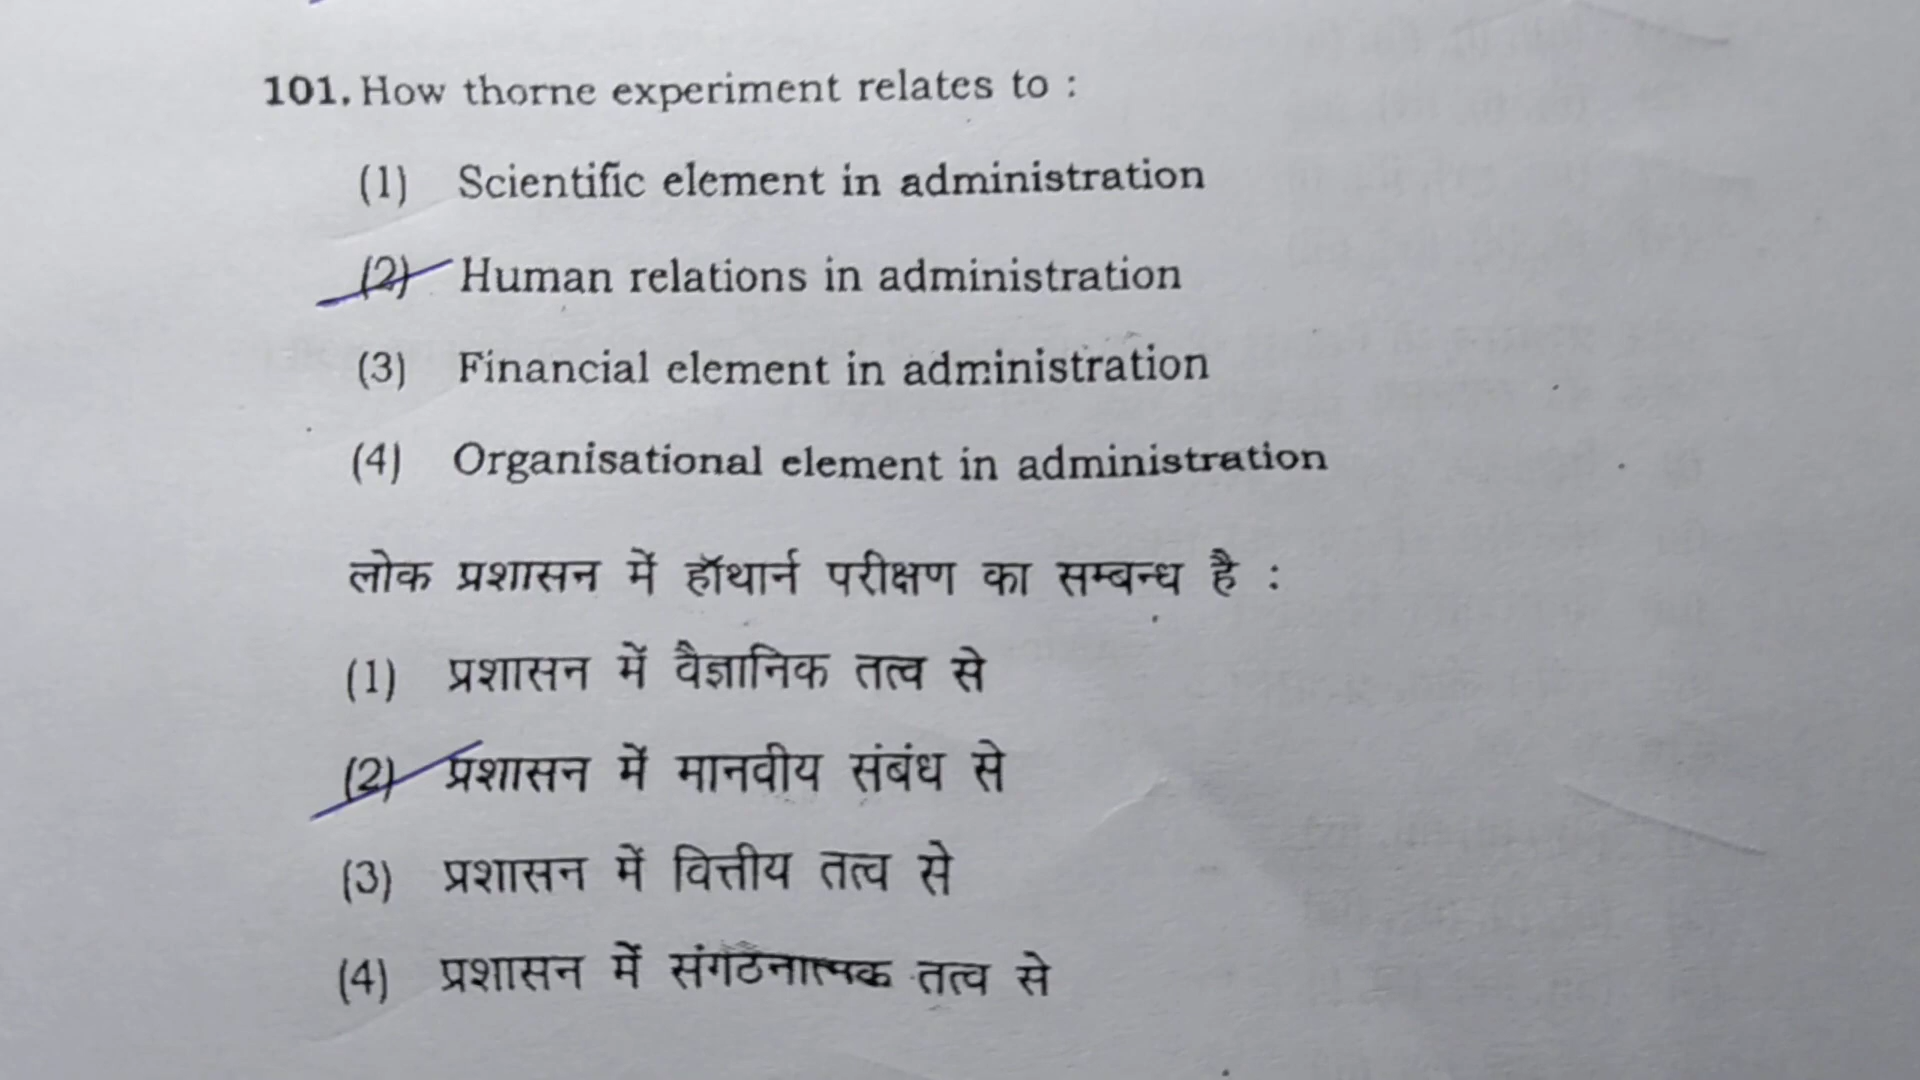 101. How thorne experiment relates to :
(1) Scientific element in administration
(2) Human relations in administration
(3) Financial element in administration
(4) Organisational element in administration
लोक प्रशासन में हॉथार्न परीक्षण का सम्बन्ध है :
(1) प्रशासन में वैज्ञानिक तत्व से
(2) प्रशासन में मानवीय संबंध से
(3) प्रशासन में वित्तीय तत्व से
(4) प्रशासन में संगठनात्मक तत्व से